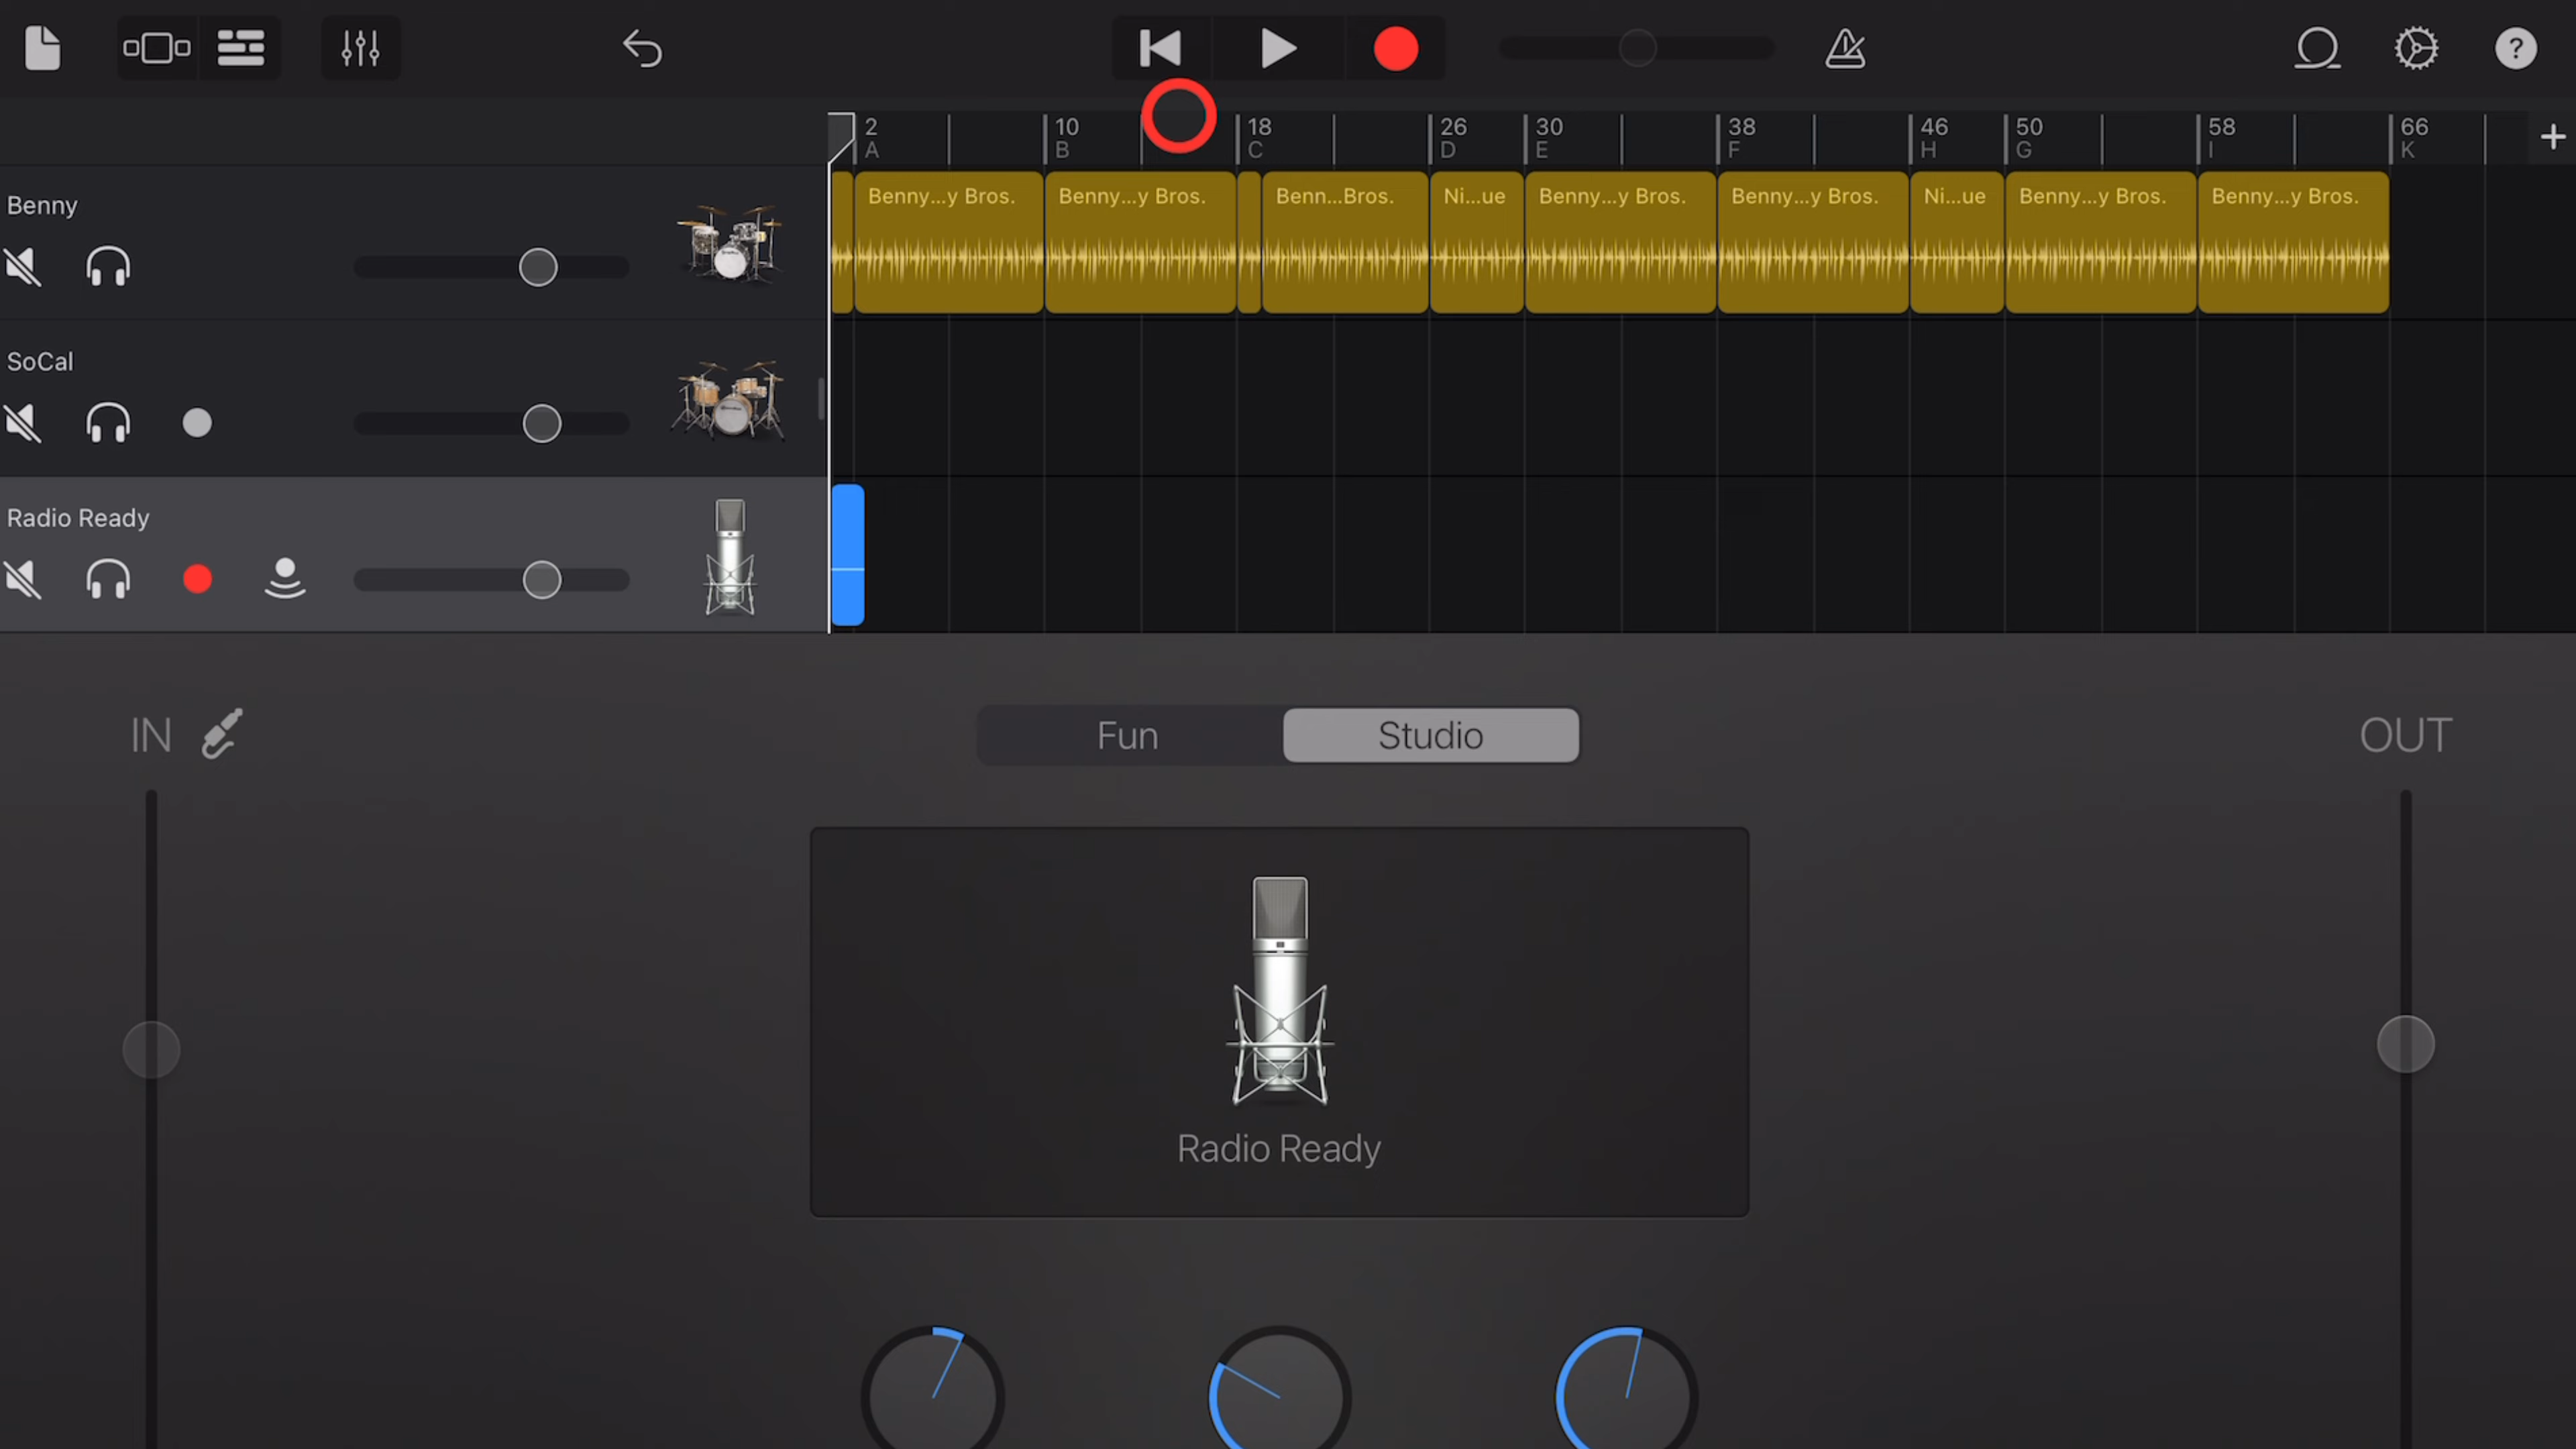 2 10 18 26 30 38 46 50 58 66
A B C D E F H G I K
Benny
Benny...y Bros. Benny...y Bros. Benn...Bros. Ni...ue Benny...y Bros. Benny...y Bros. Ni...ue Benny...y Bros. Benny...y Bros.
SoCal
Radio Ready
IN Fun Studio OUT
Radio Ready